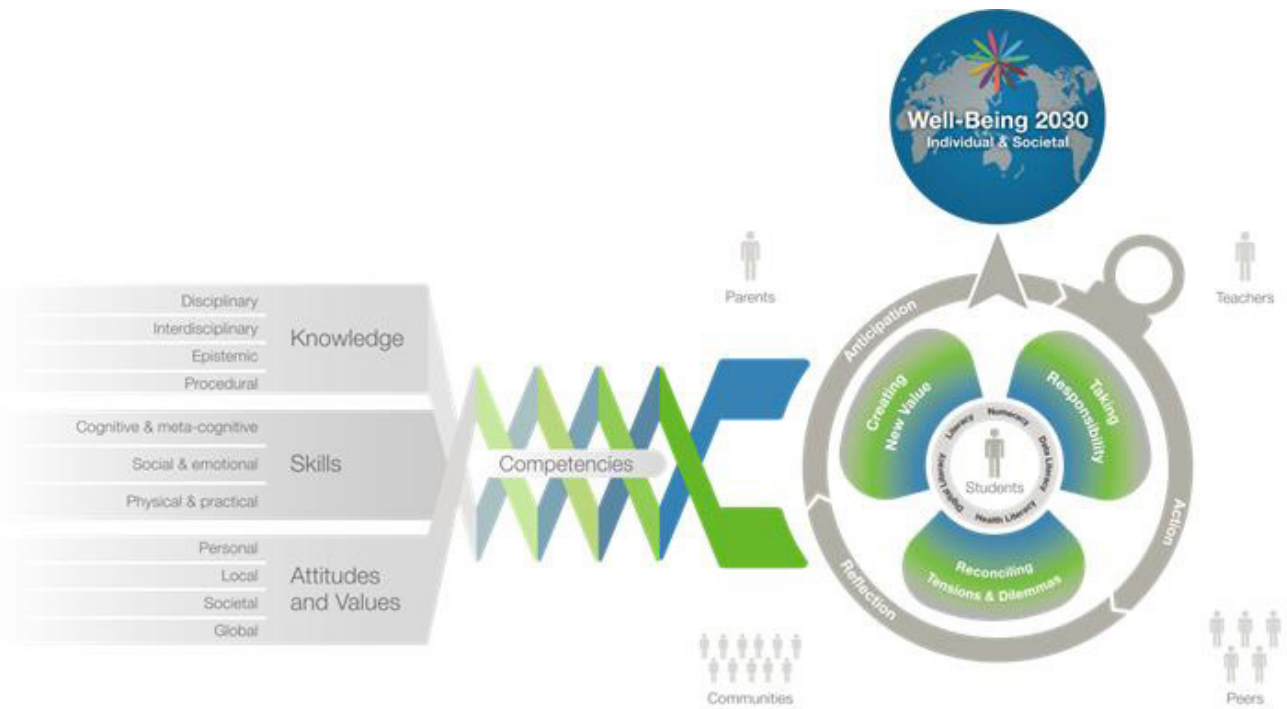 Well-Being 2030
Individual & Societal
Parents
Teachers
Disciplinary
Interdisciplinary
Epistemic
Procedural
Knowledge
Cognitive & meta-cognitive
Social & emotional
Physical & practical
Skills
Personal
Local
Societal
Global
Attitudes
and Values
Competencies
Anticipation
Action
Reflection
Creating
New Value
Taking
Responsibility
Reconciling
Tensions & Dilemmas
Literacy
Numeracy
Data Literacy
Health Literacy
Digital Literacy
Students
Communities
Peers